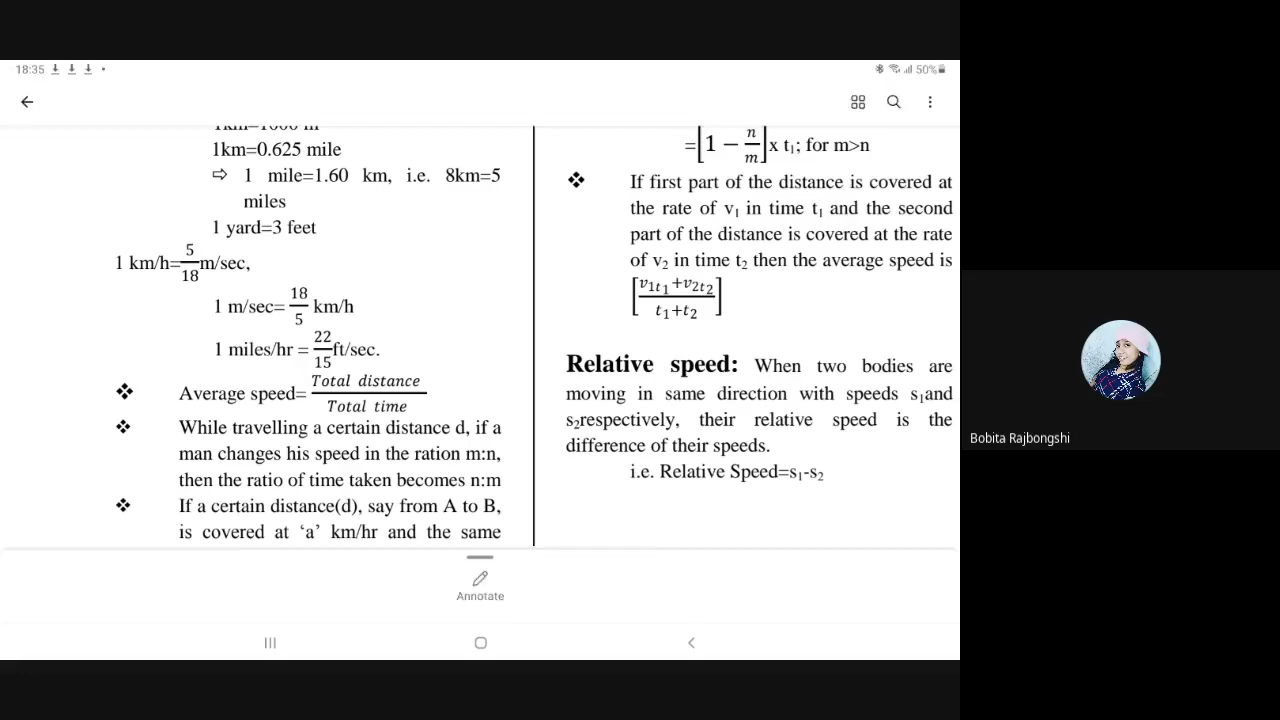 18:35
50%
1km=1000 m
1km=0.625 mile
⇨ 1 mile=1.60 km, i.e. 8km=5
miles
1 yard=3 feet
1 km/h=5/18 m/sec,
1 m/sec= 18/5 km/h
1 miles/hr = 22/15 ft/sec.
❖ Average speed= Total distance/Total time
❖ While travelling a certain distance d, if a
man changes his speed in the ration m:n,
then the ratio of time taken becomes n:m
❖ If a certain distance(d), say from A to B,
is covered at ‘a’ km/hr and the same
=[1 − n/m]x t₁; for m>n
❖ If first part of the distance is covered at
the rate of v₁ in time t₁ and the second
part of the distance is covered at the rate
of v₂ in time t₂ then the average speed is
[v₁t₁+v₂t₂/t₁+t₂]
Relative speed: When two bodies are
moving in same direction with speeds s₁and
s₂respectively, their relative speed is the
difference of their speeds.
i.e. Relative Speed=s₁-s₂
Annotate
Bobita Rajbongshi